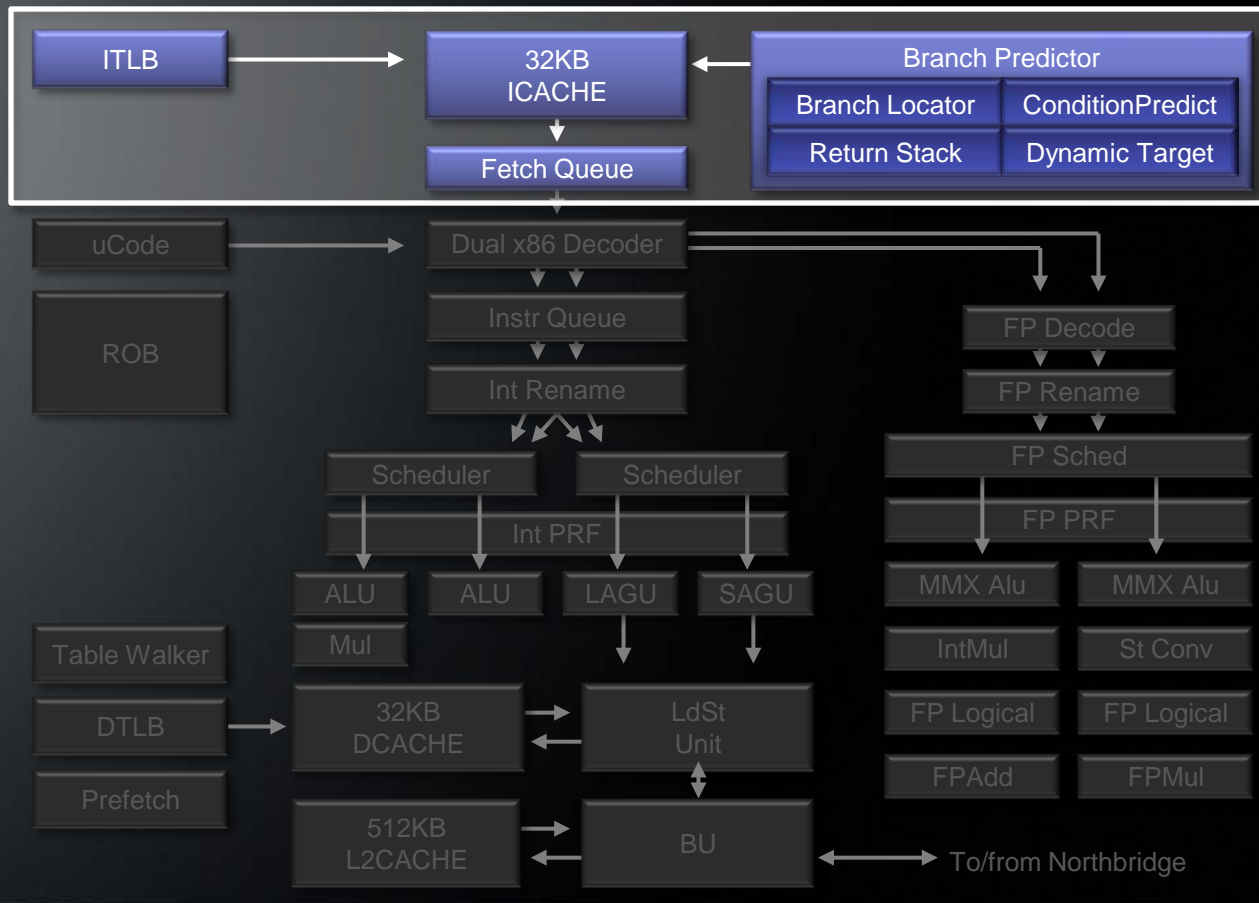 ITLB
32KB
ICACHE
Branch Predictor
Branch Locator
ConditionPredict
Return Stack
Dynamic Target
Fetch Queue
uCode
Dual x86 Decoder
ROB
Instr Queue
Int Rename
FP Decode
FP Rename
Scheduler
Scheduler
FP Sched
Int PRF
FP PRF
ALU
ALU
LAGU
SAGU
MMX Alu
MMX Alu
Mul
Table Walker
IntMul
St Conv
DTLB
32KB
DCACHE
LdSt
Unit
FP Logical
FP Logical
Prefetch
FPAdd
FPMul
512KB
L2CACHE
BU
To/from Northbridge